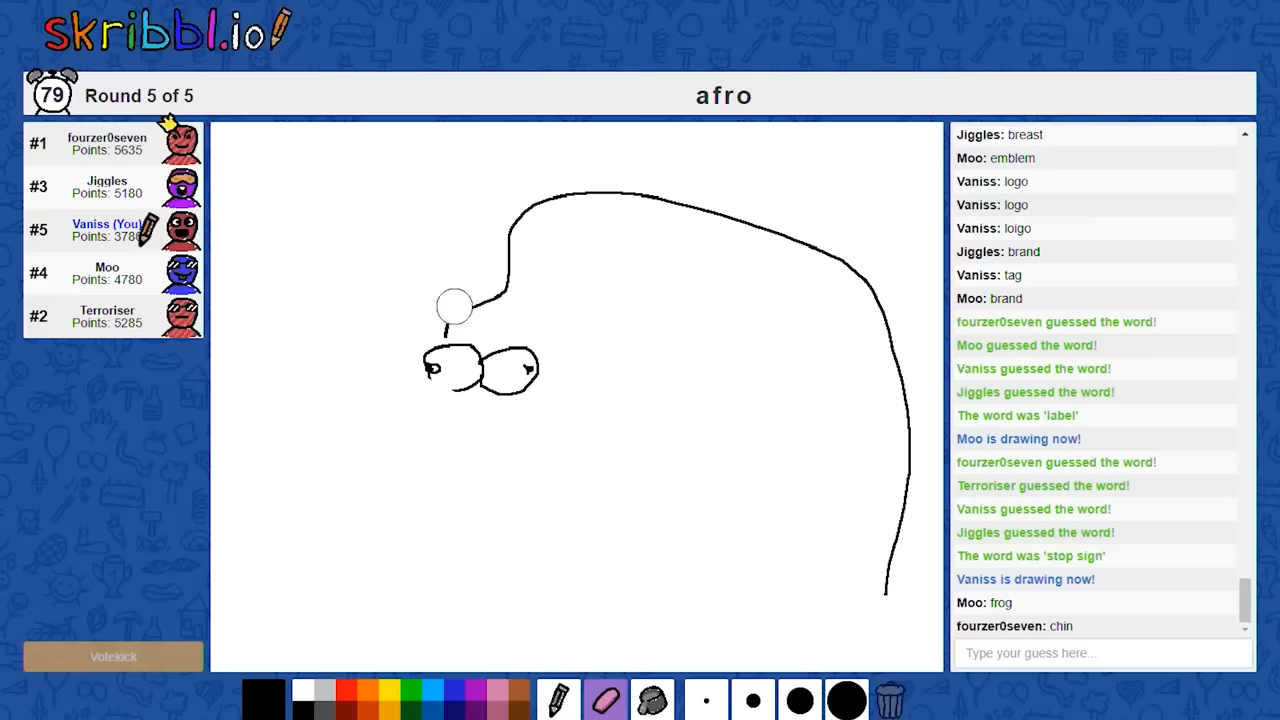 skribbl.io
79
Round 5 of 5
afro
#1
fourzer0seven
Points: 5635
#3
Jiggles
Points: 5180
#5
Vaniss (You)
Points: 3786
#4
Moo
Points: 4780
#2
Terroriser
Points: 5285
Votekick
Jiggles: breast
Moo: emblem
Vaniss: logo
Vaniss: logo
Vaniss: loigo
Jiggles: brand
Vaniss: tag
Moo: brand
fourzer0seven guessed the word!
Moo guessed the word!
Vaniss guessed the word!
Jiggles guessed the word!
The word was 'label'
Moo is drawing now!
fourzer0seven guessed the word!
Terroriser guessed the word!
Vaniss guessed the word!
Jiggles guessed the word!
The word was 'stop sign'
Vaniss is drawing now!
Moo: frog
fourzer0seven: chin
Type your guess here...